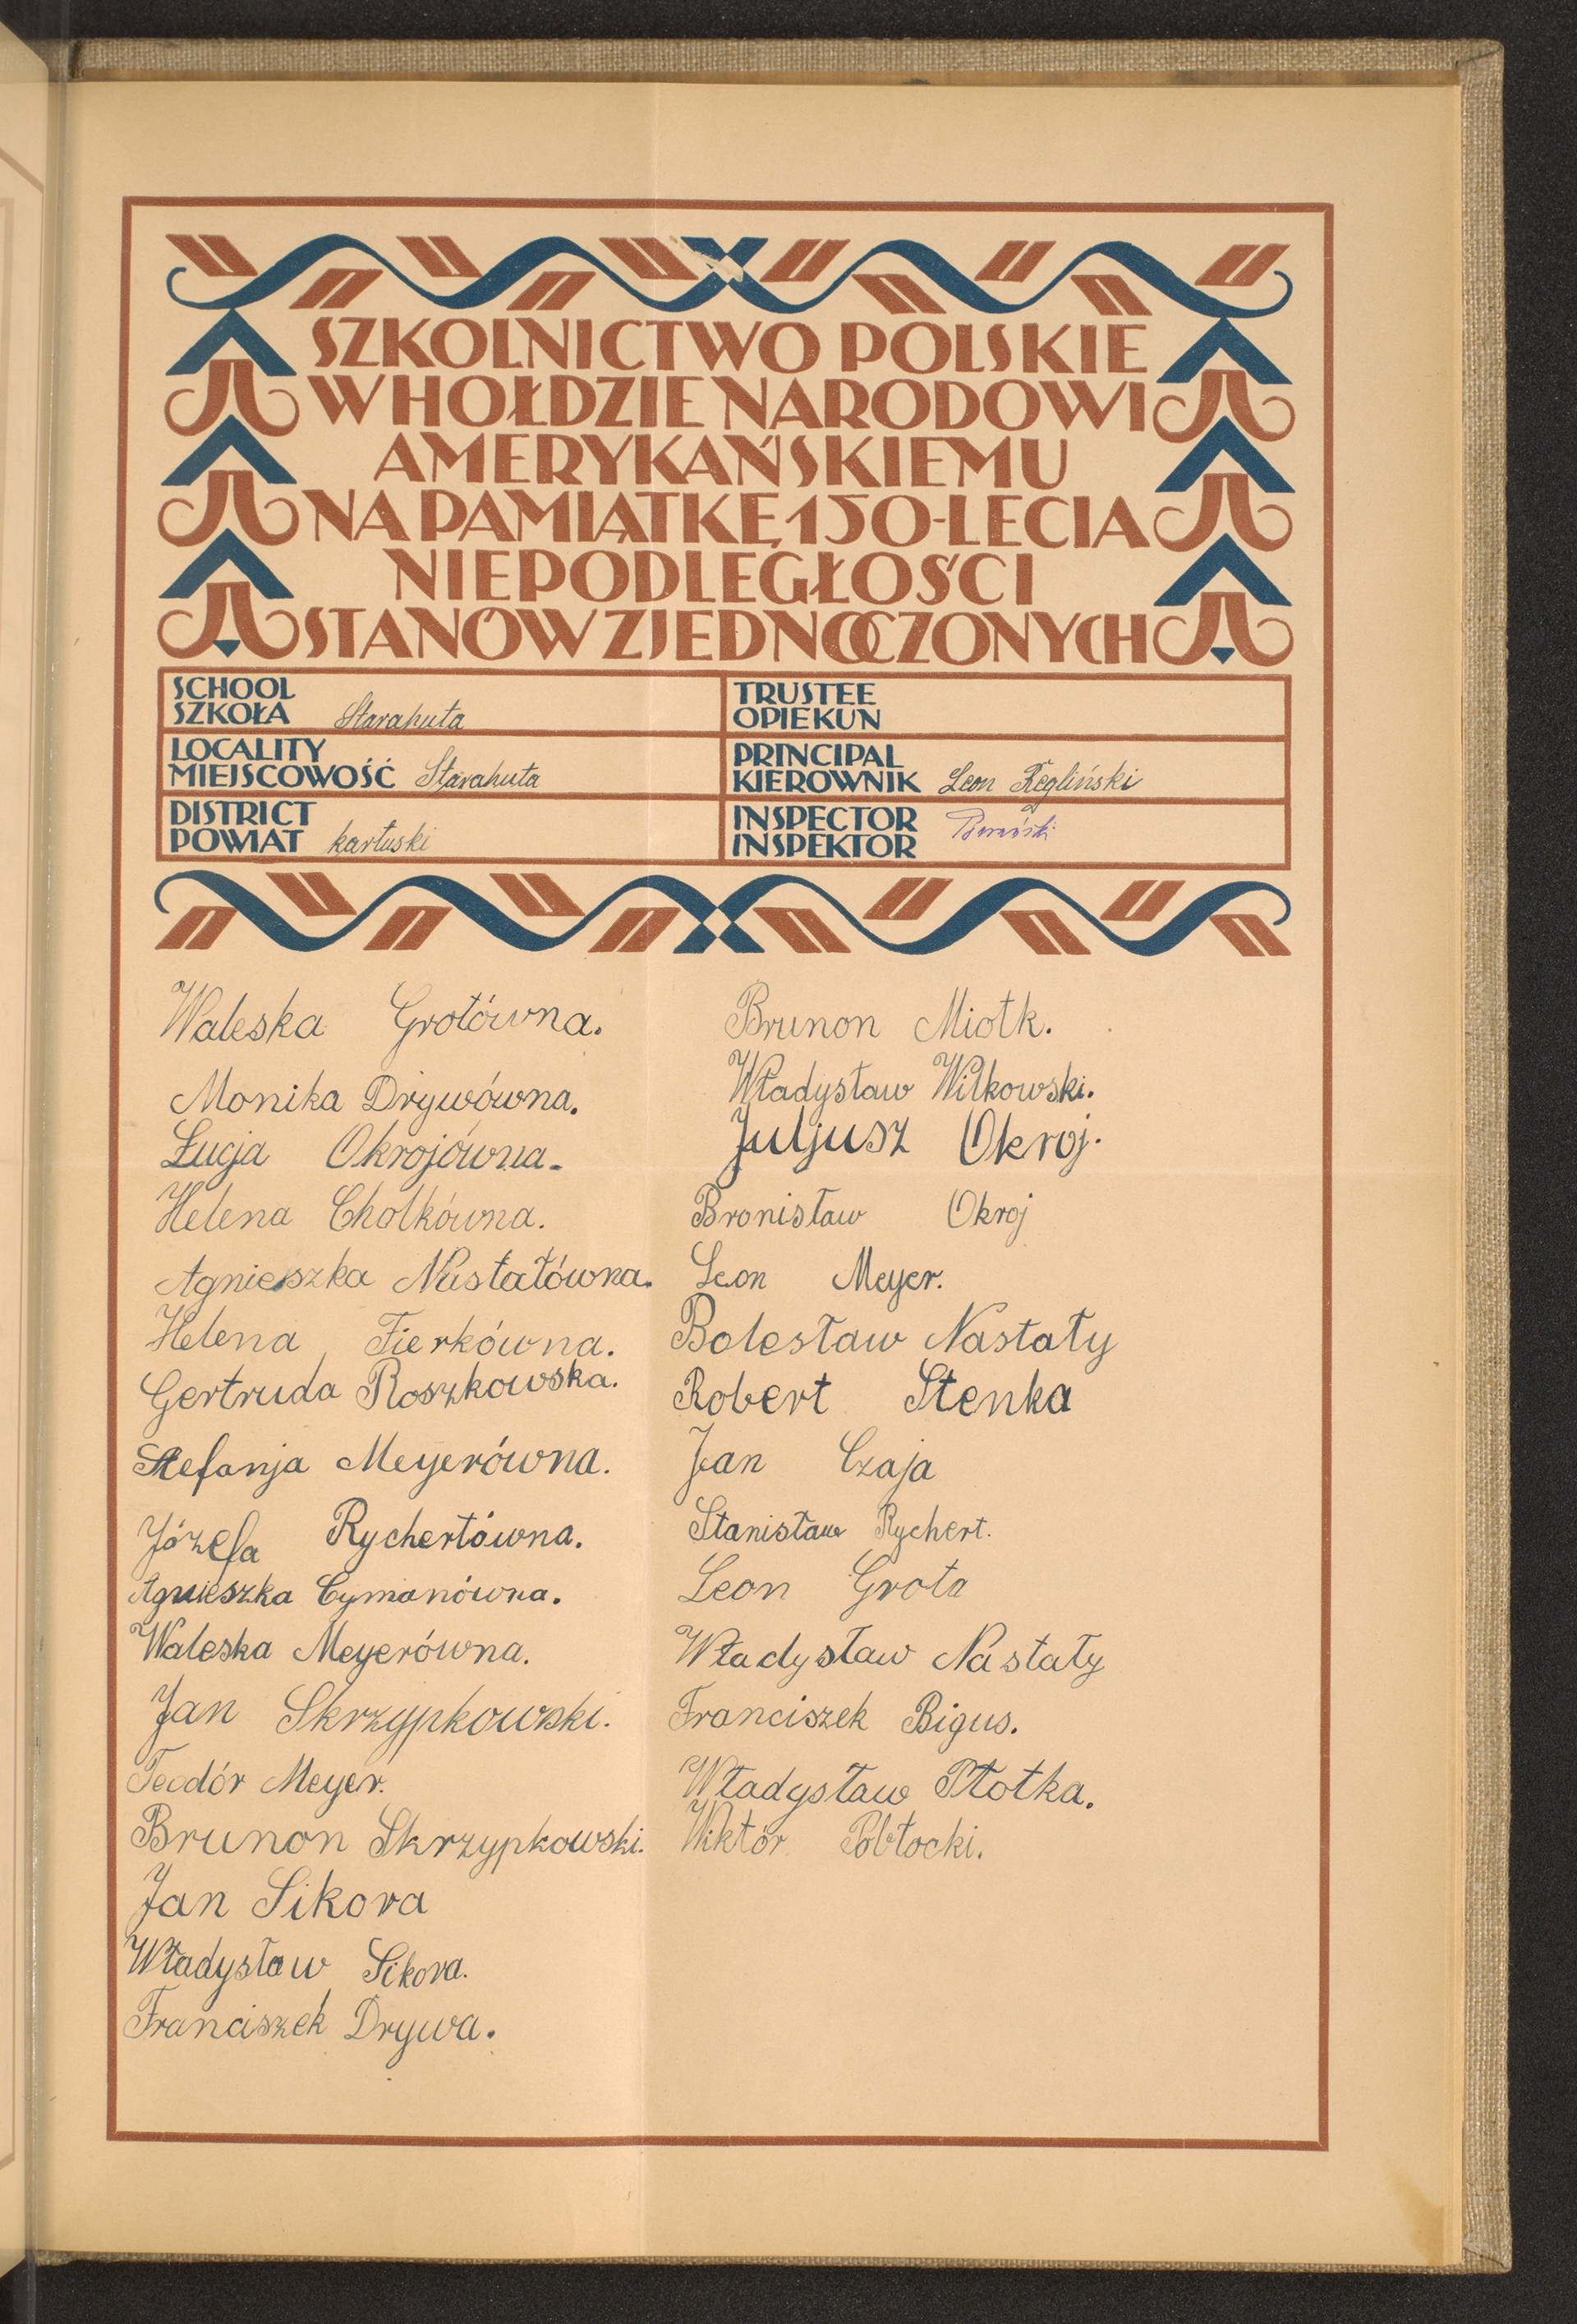 SZKOLNICTWO POLSKIE
W HOŁDZIE NARODOWI
AMERYKAŃSKIEMU
NA PAMIĄTKĘ 150-LECIA
NIEPODLEGŁOŚCI
STANÓW ZJEDNOCZONYCH
SCHOOL
SZKOŁA Starahuta
TRUSTEE
OPIEKUN
LOCALITY
MIEJSCOWOŚĆ Starahuta
PRINCIPAL
KIEROWNIK Leon Regliński
DISTRICT
POWIAT kartuski
INSPECTOR
INSPEKTOR
Waleska Grotówna.
Monika Drywówna.
Łucja Okrojówna.
Helena Cholkówna.
Agnieszka Nastałówna.
Helena Fierkówna.
Gertruda Roszkowska.
Stefanja Meyerówna.
Józefa Rychertówna.
Agnieszka Cymanówna.
Waleska Meyerówna.
Jan Skrzypkowski.
Teodór Meyer.
Brunon Skrzypkowski.
Jan Sikora
Władysław Sikora.
Franciszek Drywa.
Brunon Miotk.
Władysław Wilkowski.
Juljusz Okroj.
Bronisław Okroj
Leon Meyer.
Bolesław Nastały
Robert Stenka
Jan Czaja
Stanisław Rychert.
Leon Grota
Władysław Nastały
Franciszek Bigus.
Władysław Płotka.
Wiktór Pobłocki.